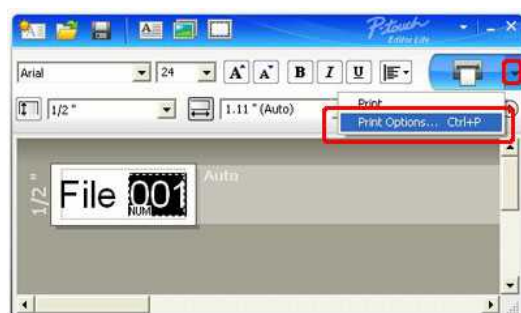 P-touch
Editor Lite
A
Arial
24
A A B I U
1/2 "
1.11 " (Auto)
Print
Print Options... Ctrl+P
1/2 "
Auto
File 001
NUM